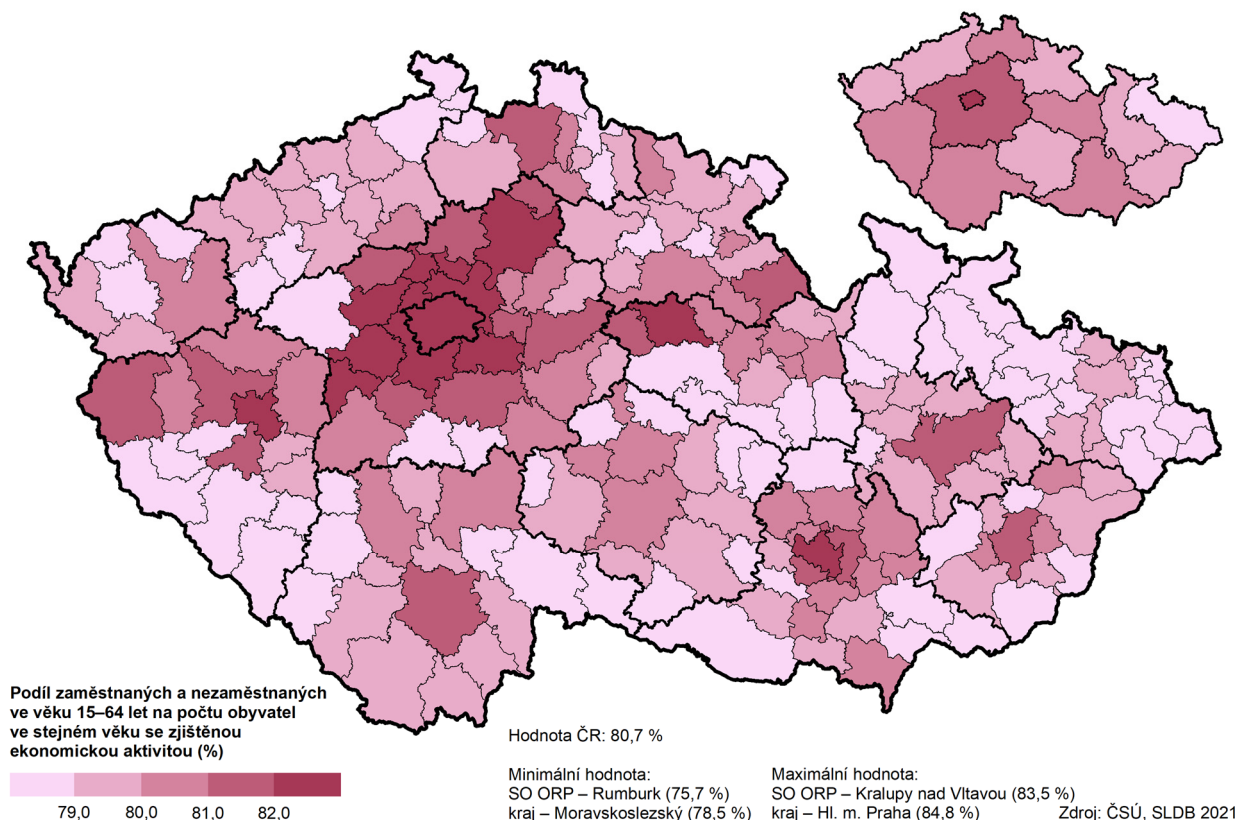 Podíl zaměstnaných a nezaměstnaných
ve věku 15–64 let na počtu obyvatel
ve stejném věku se zjištěnou
ekonomickou aktivitou (%)
79,0 80,0 81,0 82,0
Hodnota ČR: 80,7 %
Minimální hodnota:
SO ORP – Rumburk (75,7 %)
kraj – Moravskoslezský (78,5 %)
Maximální hodnota:
SO ORP – Kralupy nad Vltavou (83,5 %)
kraj – Hl. m. Praha (84,8 %)
Zdroj: ČSÚ, SLDB 2021